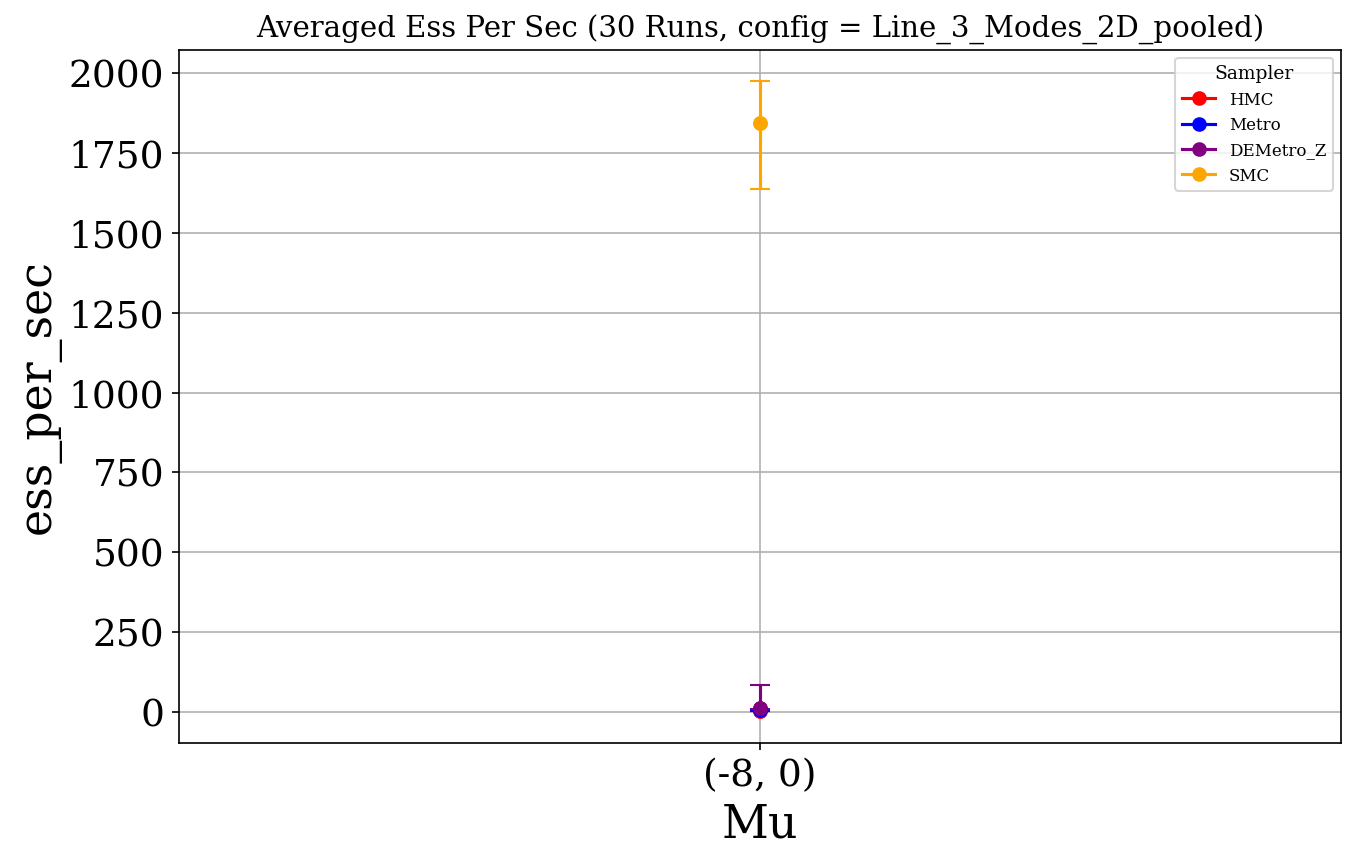 Averaged Ess Per Sec (30 Runs, config = Line_3_Modes_2D_pooled)
2000
1750
1500
1250
1000
750
500
250
0
ess_per_sec
Sampler
HMC
Metro
DEMetro_Z
SMC
(-8, 0)
Mu